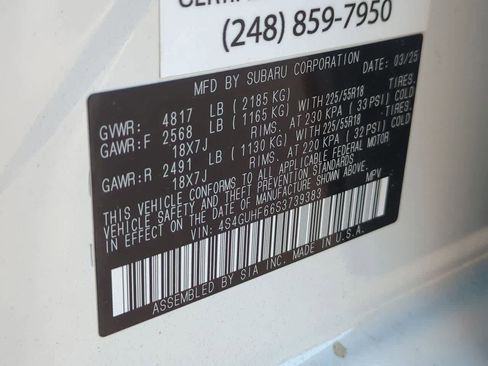 (248) 859-7950
MFD BY SUBARU CORPORATION DATE: 03/25
GVWR: 4817 LB (2185 KG)
GAWR:F 2568 LB (1165 KG) WITH 225/55R18 TIRES.
18X7J RIMS. AT 230 KPA (33 PSI) COLD
GAWR:R 2491 LB (1130 KG) WITH 225/55R18 TIRES.
18X7J RIMS. AT 220 KPA (32 PSI) COLD
THIS VEHICLE CONFORMS TO ALL APPLICABLE FEDERAL MOTOR
VEHICLE SAFETY AND THEFT PREVENTION STANDARDS
IN EFFECT ON THE DATE OF MANUFACTURE SHOWN ABOVE.
VIN: 4S4GUHF66S3739383 MPV
ASSEMBLED BY SIA INC. MADE IN U.S.A.